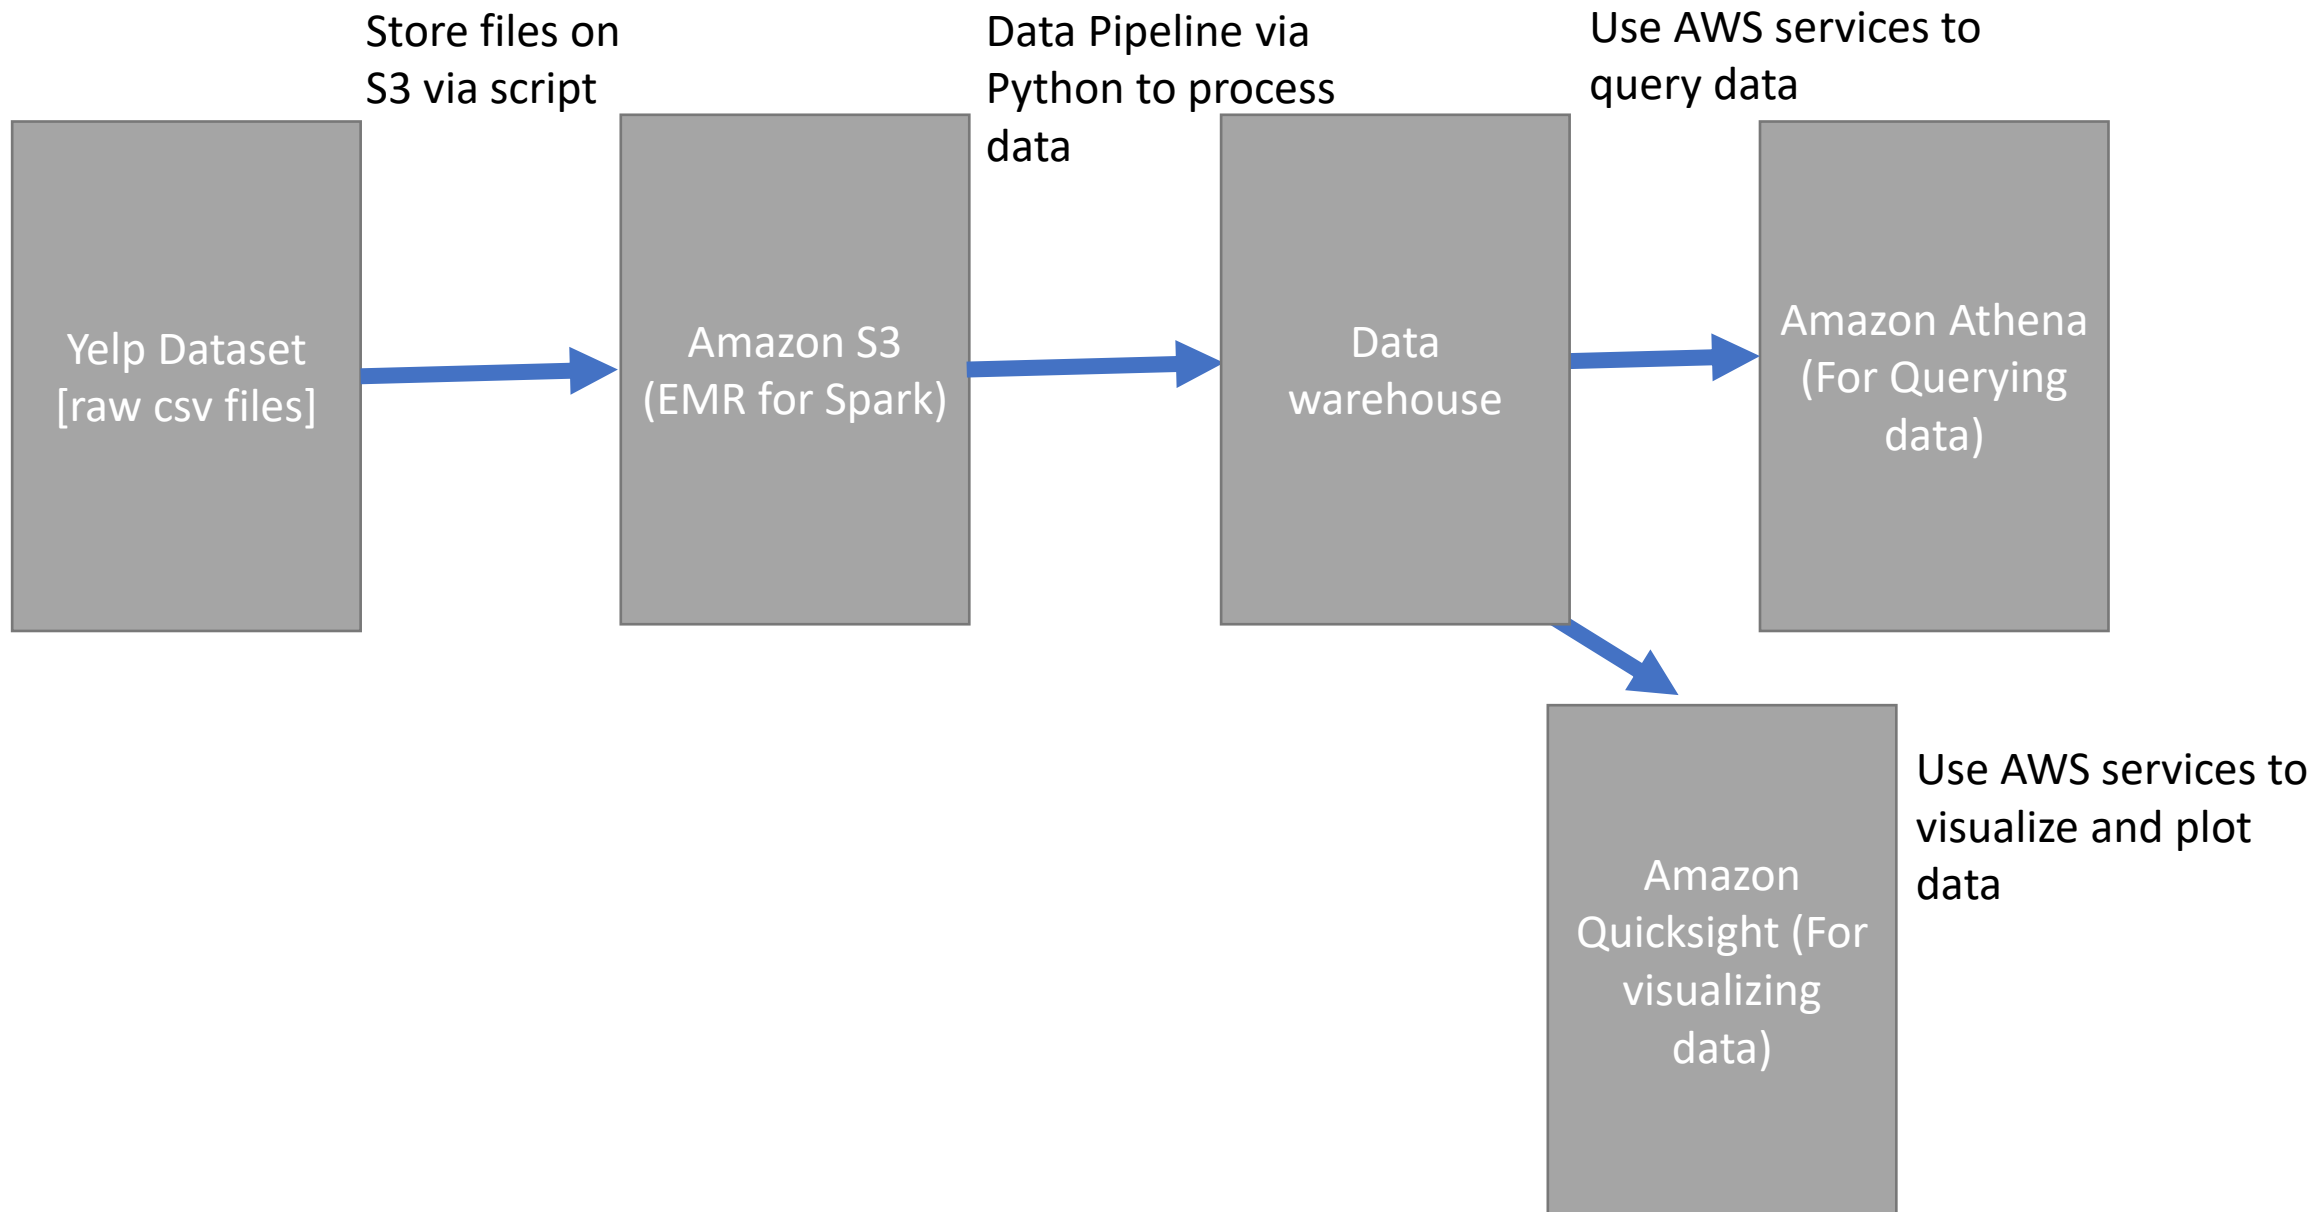 Store files on
S3 via script
Data Pipeline via
Python to process
data
Use AWS services to
query data
Yelp Dataset
[raw csv files]
Amazon S3
(EMR for Spark)
Data
warehouse
Amazon Athena
(For Querying
data)
Amazon
Quicksight (For
visualizing
data)
Use AWS services to
visualize and plot
data